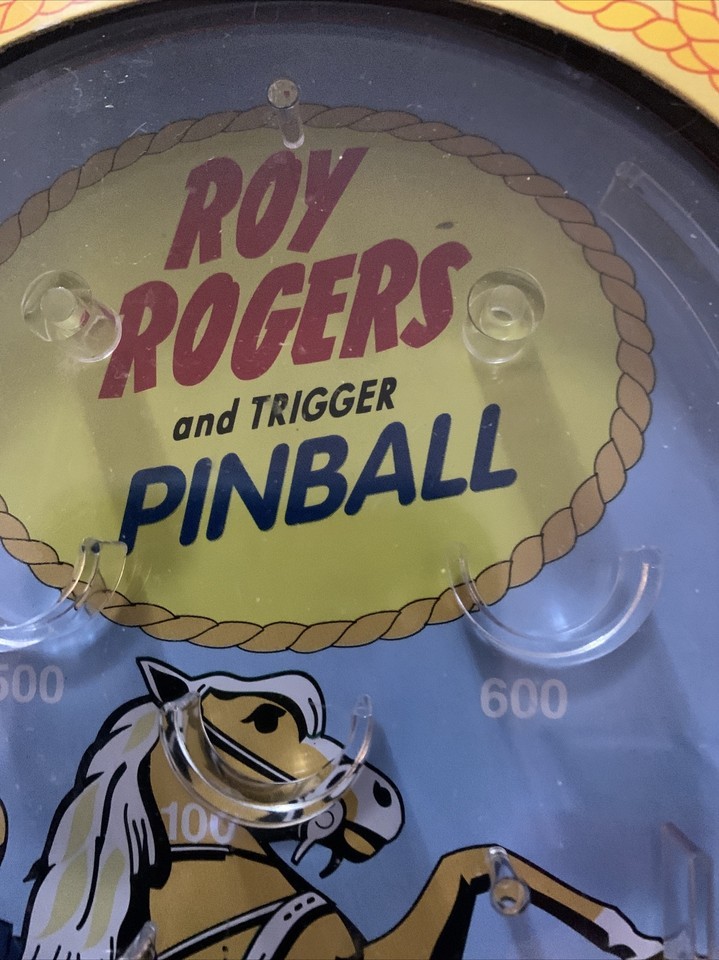 ROY
ROGERS
and TRIGGER
PINBALL
500
600
100